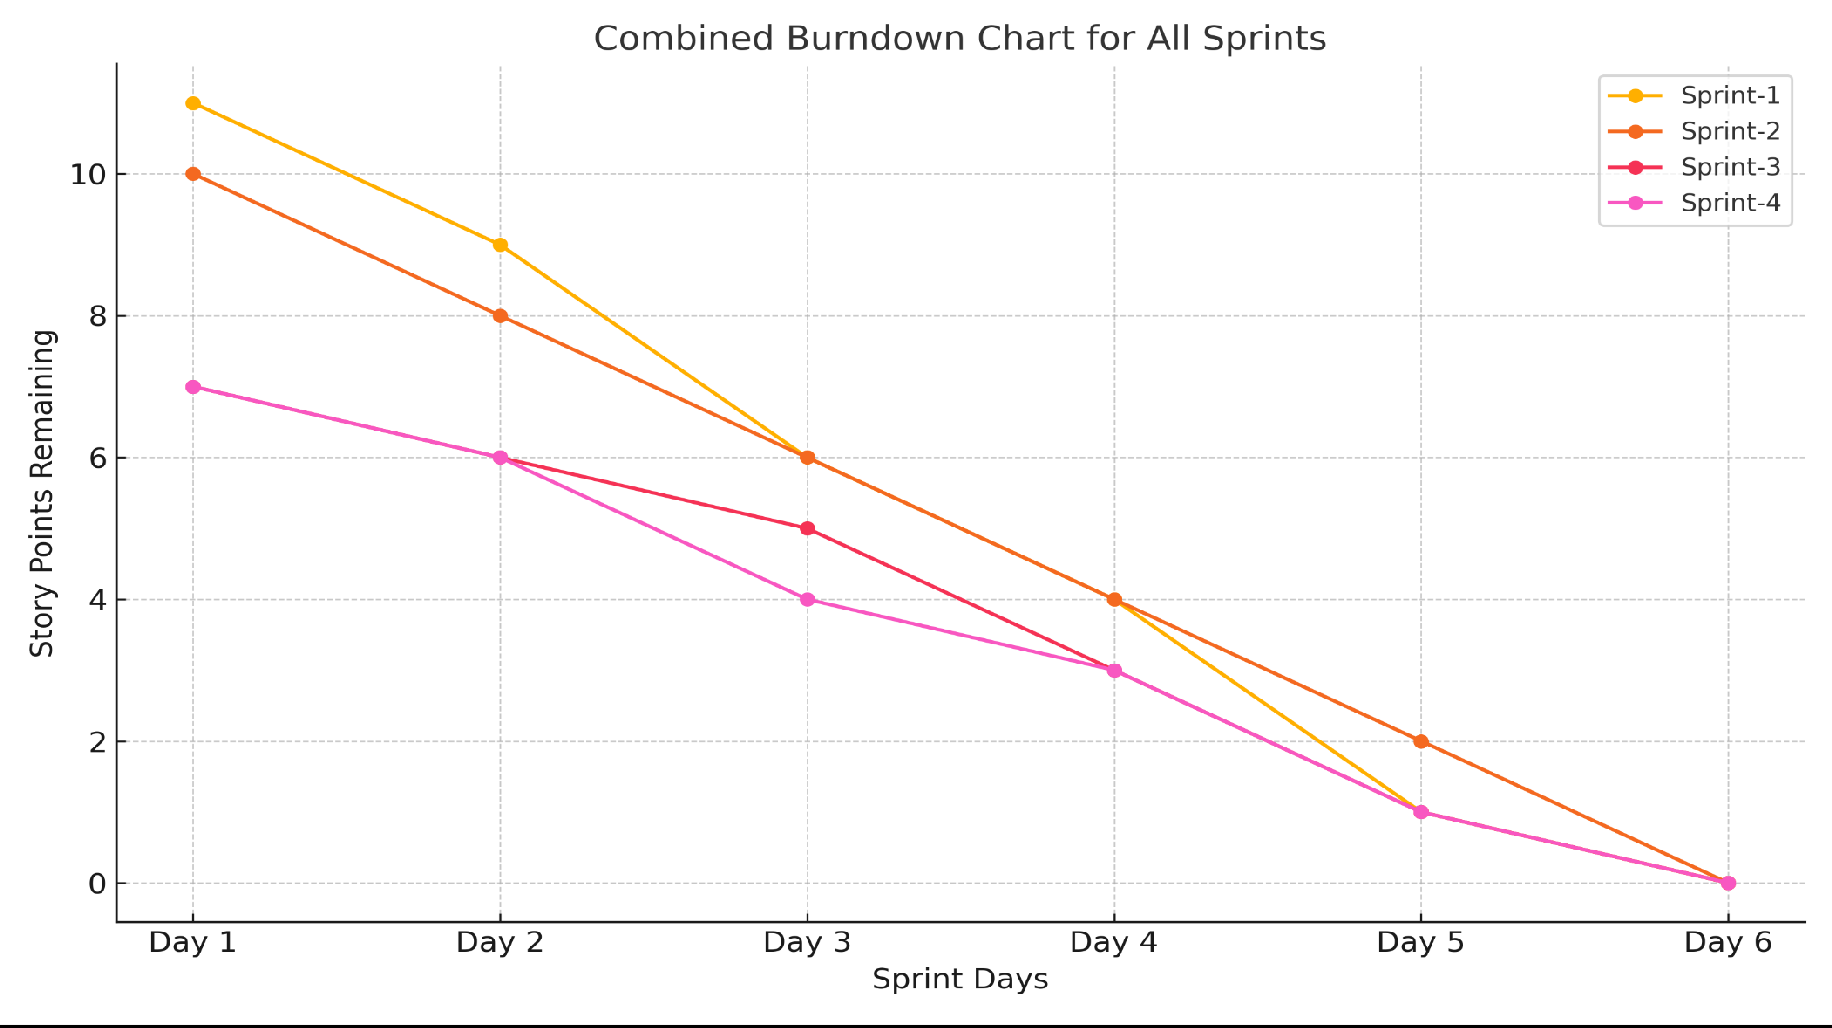 Combined Burndown Chart for All Sprints
Sprint-1
Sprint-2
Sprint-3
Sprint-4
Story Points Remaining
10
8
6
4
2
0
Day 1 Day 2 Day 3 Day 4 Day 5 Day 6
Sprint Days